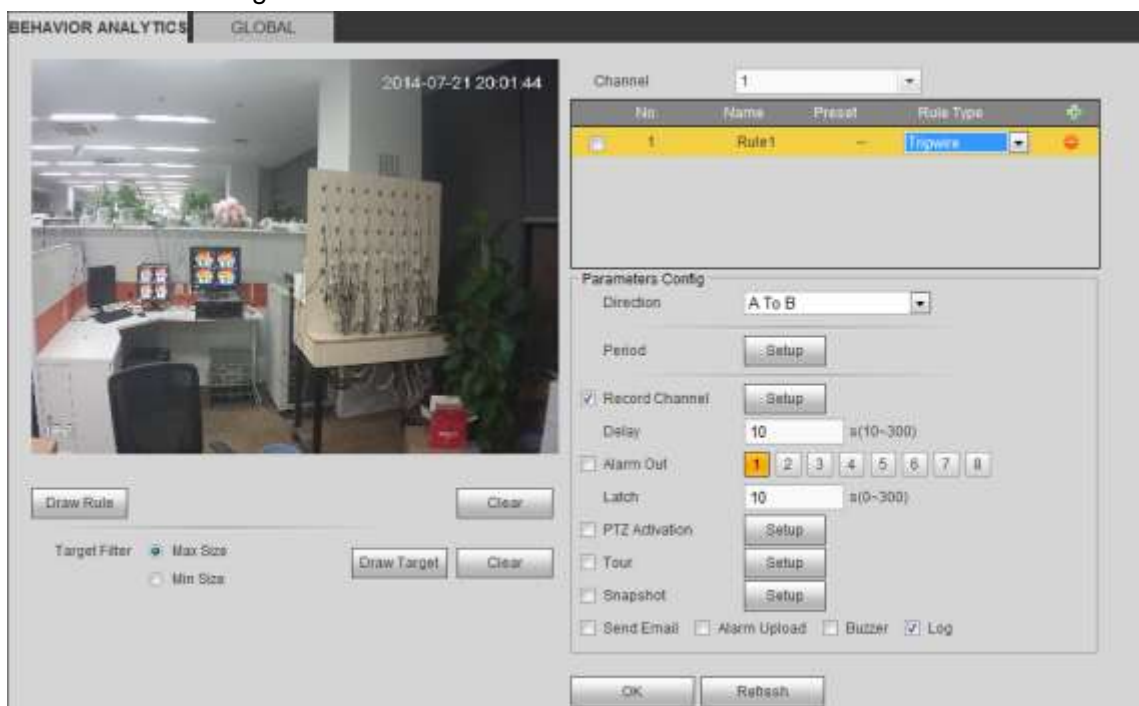 BEHAVIOR ANALYTICS GLOBAL
2014-07-21 20:01:44
Channel 1
No. Name Preset Rule Type
1 Rule1 --- Tripwire
Parameters Config
Direction A To B
Period Setup
Record Channel Setup
Delay 10 s(10~300)
Alarm Out 1 2 3 4 5 6 7 8
Latch 10 s(0~300)
PTZ Activation Setup
Tour Setup
Snapshot Setup
Send Email Alarm Upload Buzzer Log
OK Refresh
Draw Rule Clear
Target Filter Max Size Draw Target Clear
Min Size